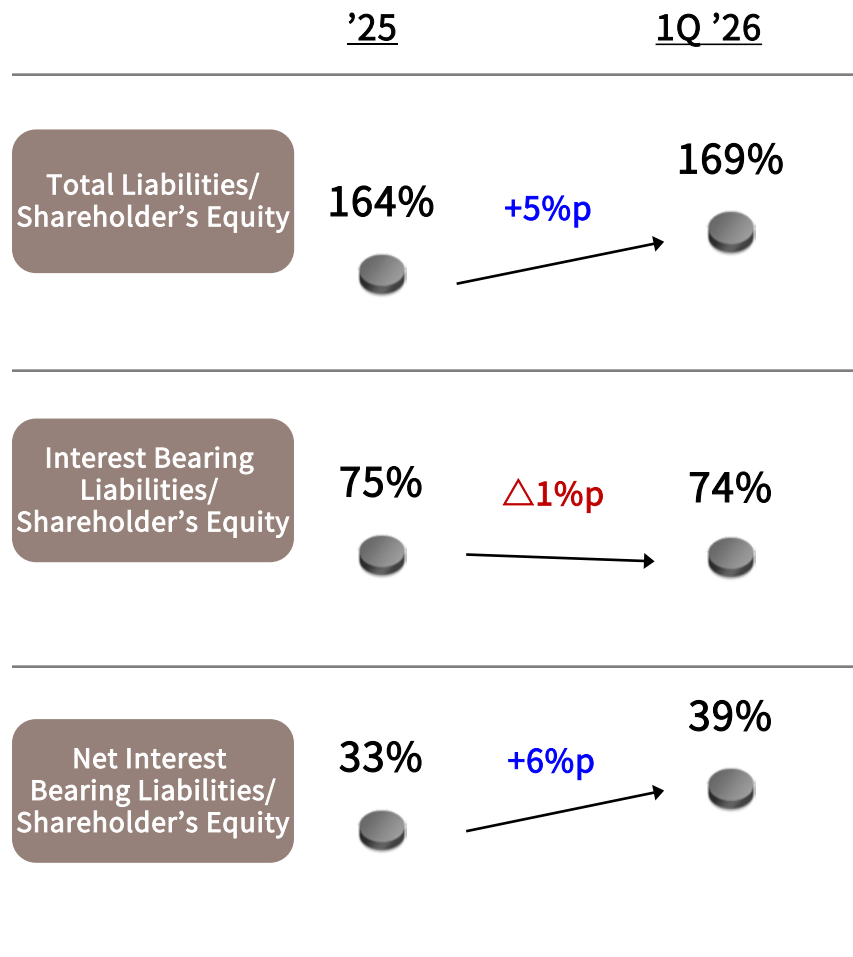 ’25
1Q ’26
Total Liabilities/
Shareholder’s Equity
164%
+5%p
169%
Interest Bearing
Liabilities/
Shareholder’s Equity
75%
△1%p
74%
Net Interest
Bearing Liabilities/
Shareholder’s Equity
33%
+6%p
39%